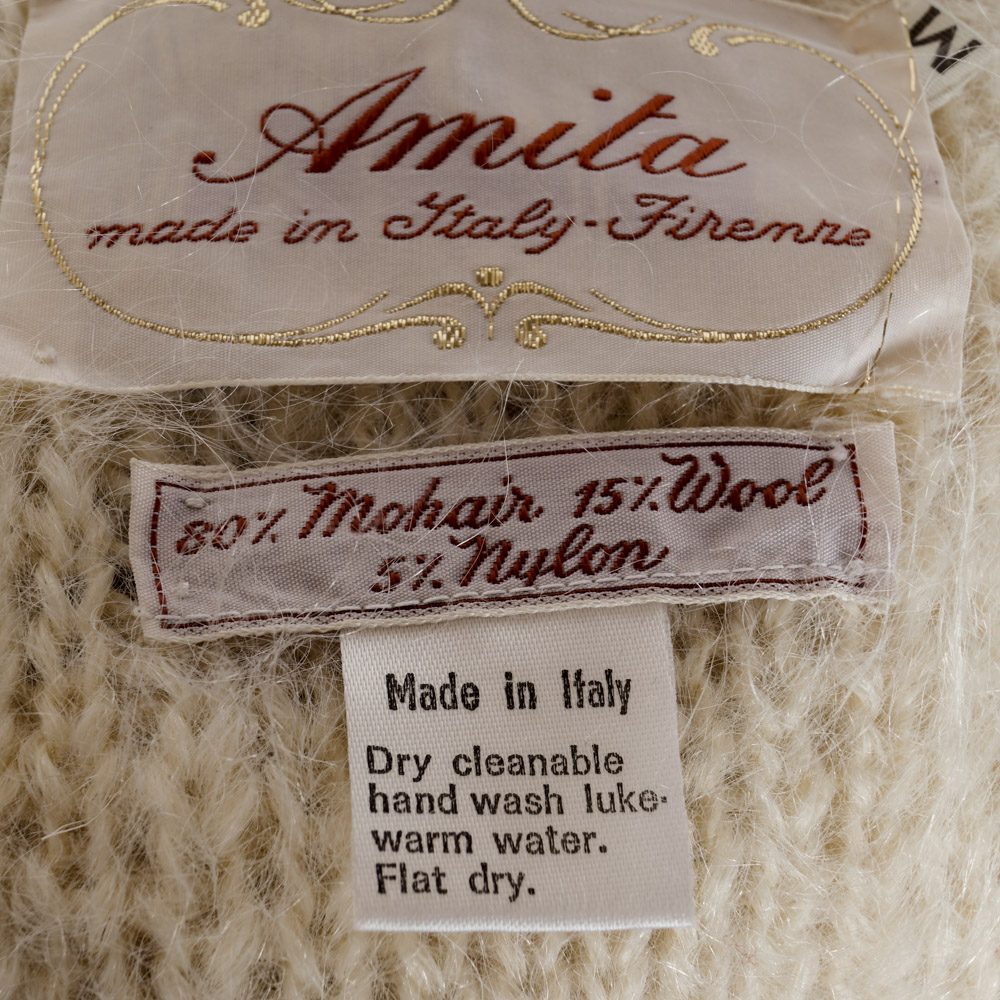 M
Amita
made in Italy-Firenze
80% Mohair 15% Wool
5% Nylon
Made in Italy
Dry cleanable
hand wash luke-
warm water.
Flat dry.